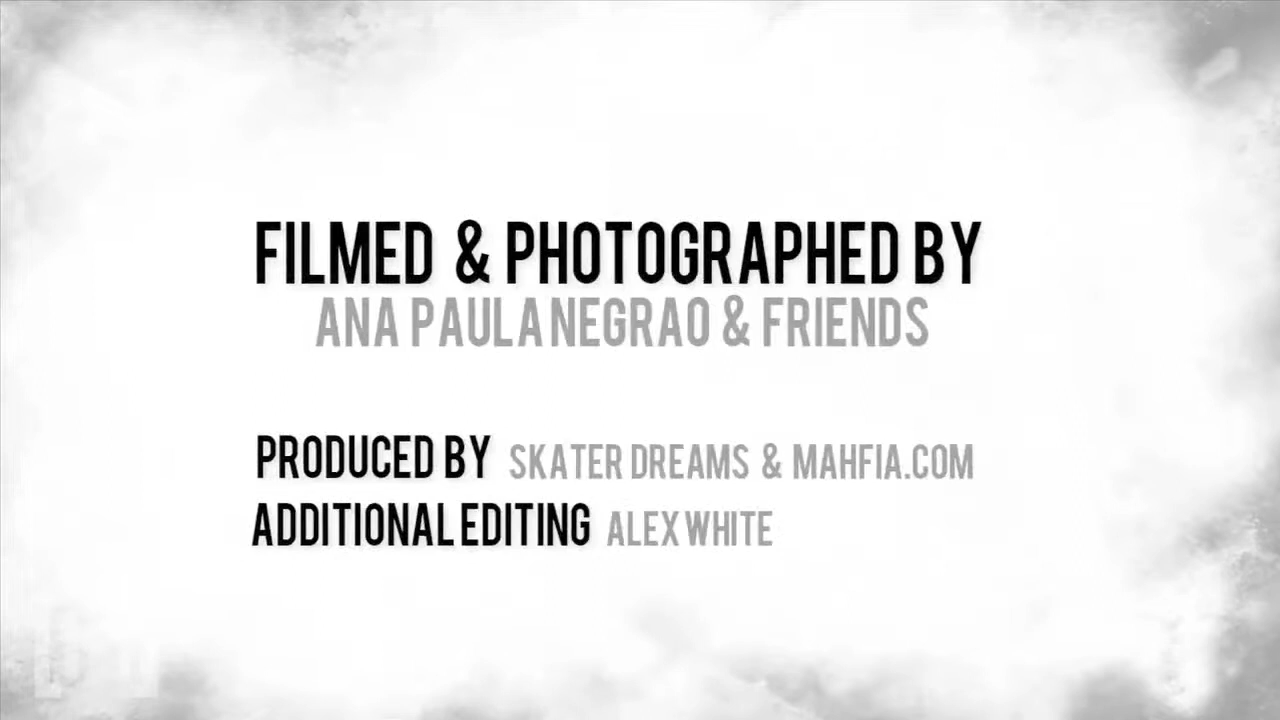 FILMED & PHOTOGRAPHED BY
ANA PAULA NEGRAO & FRIENDS
PRODUCED BY SKATER DREAMS & MAHFIA.COM
ADDITIONAL EDITING ALEX WHITE